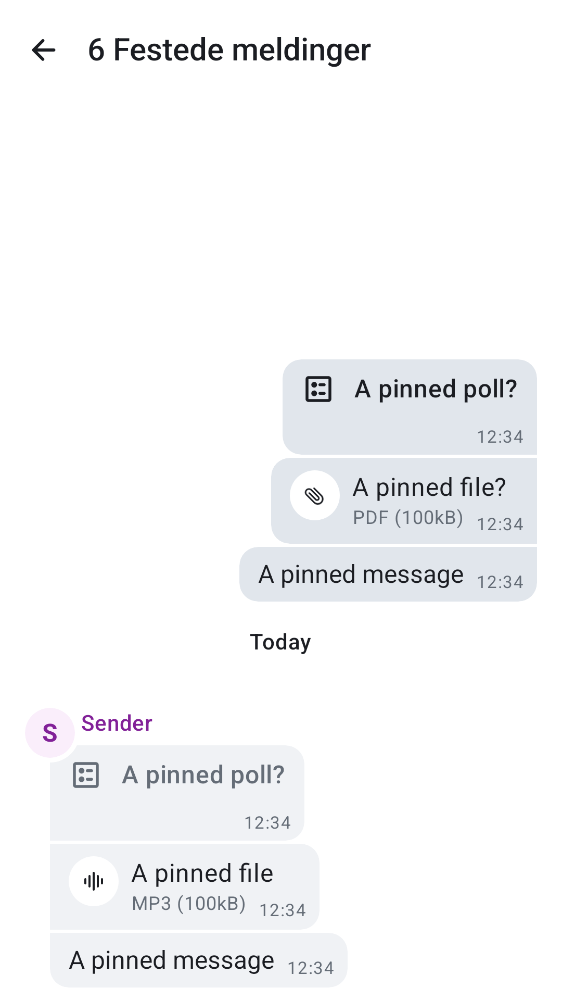 6 Festede meldinger
A pinned poll?
12:34
A pinned file?
PDF (100kB) 12:34
A pinned message 12:34
Today
S Sender
A pinned poll?
12:34
A pinned file
MP3 (100kB) 12:34
A pinned message 12:34